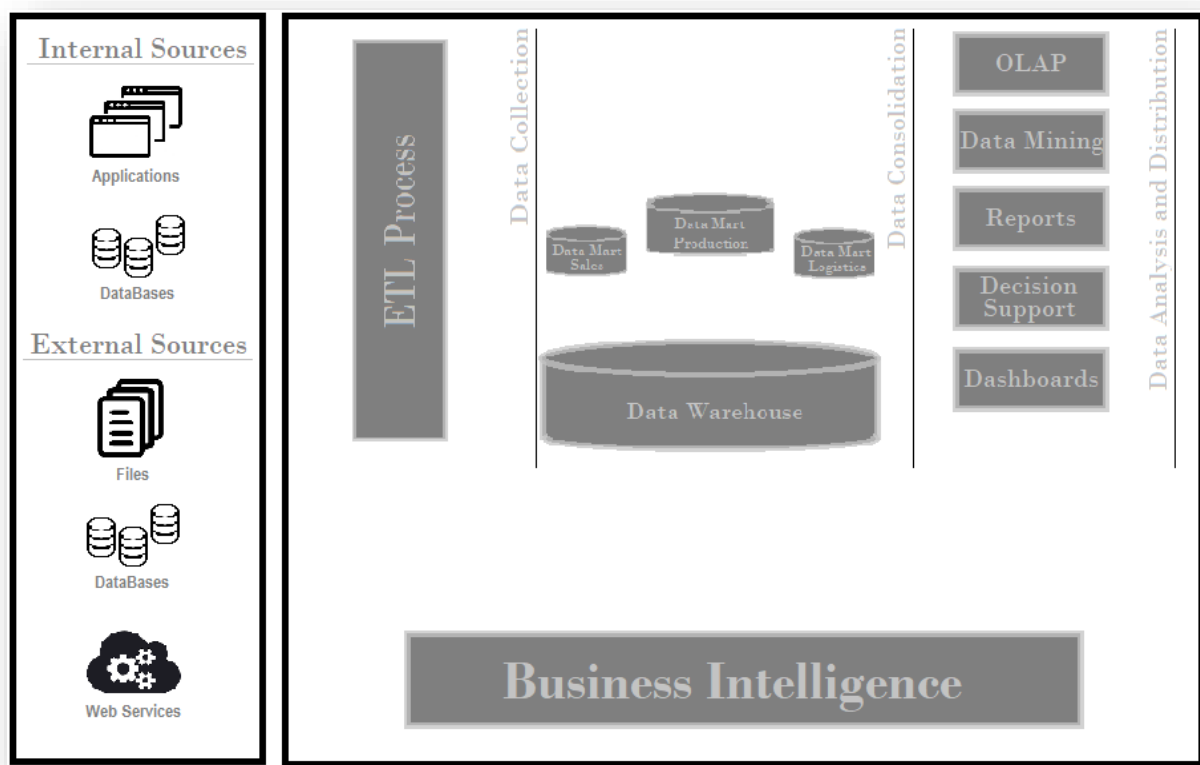 Internal Sources
Applications
DataBases
External Sources
Files
DataBases
Web Services
ETL Process
Data Collection
Data Mart
Sales
Data Mart
Production
Data Mart
Logistics
Data Warehouse
Data Consolidation
OLAP
Data Mining
Reports
Decision
Support
Dashboards
Data Analysis and Distribution
Business Intelligence